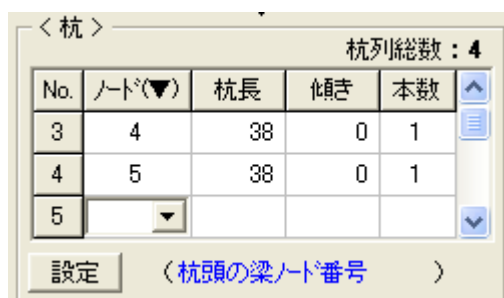 ＜杭＞
杭列総数：4
No. ﾉｰﾄﾞ(▼) 杭長 傾き 本数
3 4 38 0 1
4 5 38 0 1
5
設定 （杭頭の梁ﾉｰﾄﾞ番号 ）